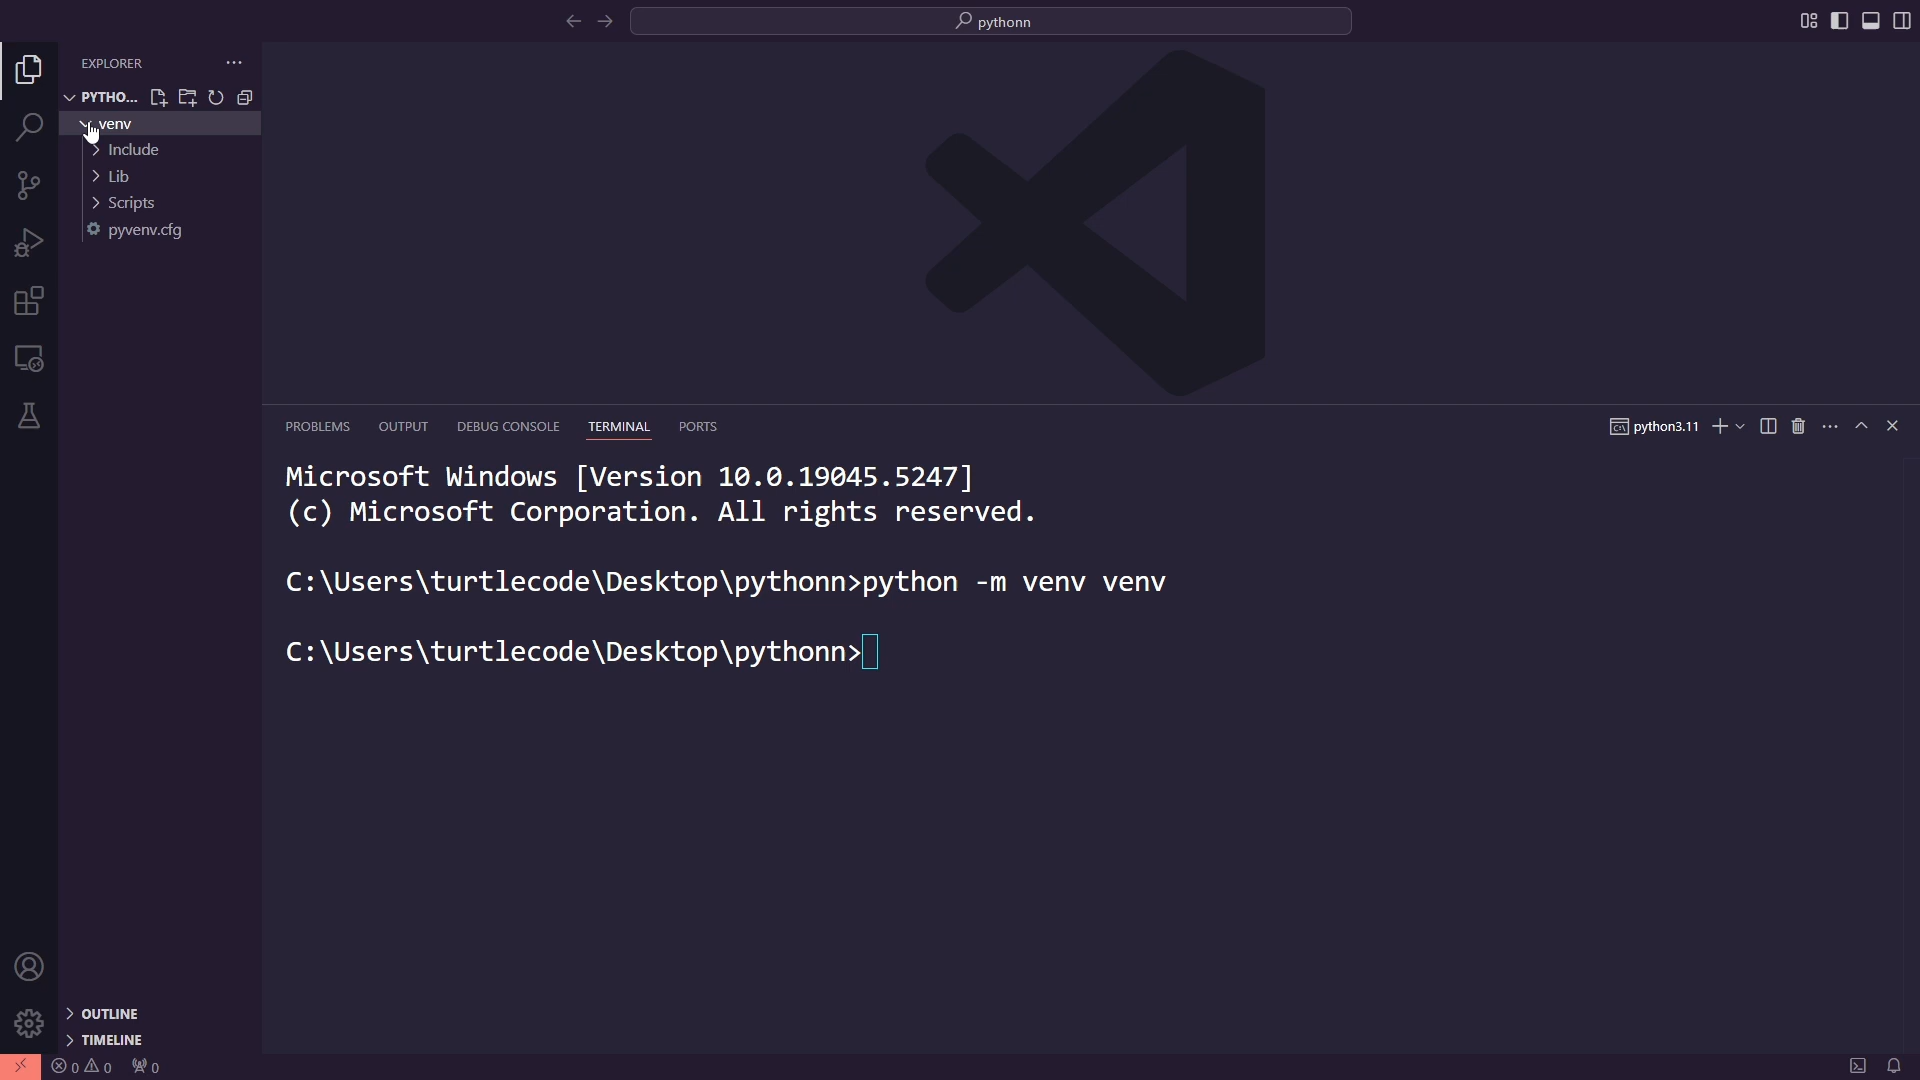 pythonn
EXPLORER
PYTHO...
venv
Include
Lib
Scripts
pyvenv.cfg
PROBLEMS OUTPUT DEBUG CONSOLE TERMINAL PORTS
python3.11
Microsoft Windows [Version 10.0.19045.5247]
(c) Microsoft Corporation. All rights reserved.
C:\Users\turtlecode\Desktop\pythonn>python -m venv venv
C:\Users\turtlecode\Desktop\pythonn>
OUTLINE
TIMELINE
0 0 0